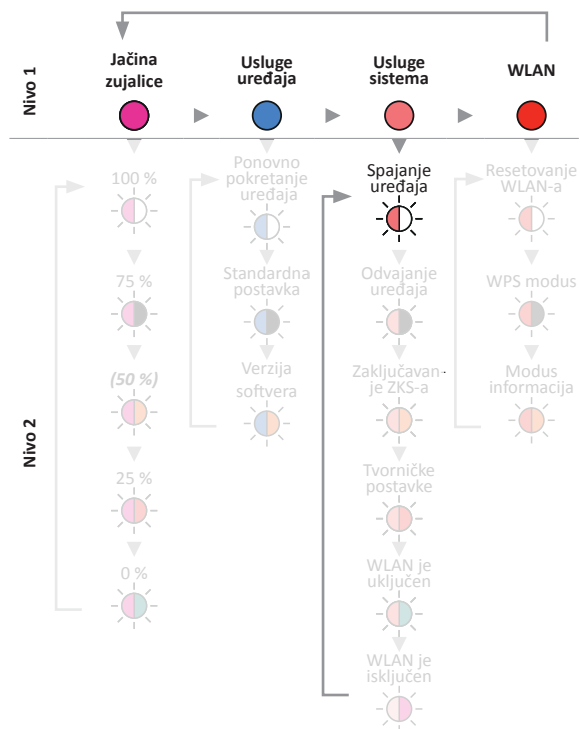 Nivo 1
Jačina
zujalice
Usluge
uređaja
Usluge
sistema
WLAN
Nivo 2
100 %
75 %
(50 %)
25 %
0 %
Ponovno
pokretanje
uređaja
Standardna
postavka
Verzija
softvera
Spajanje
uređaja
Odvajanje
uređaja
Zaključavan-
je ZKS-a
Tvorničke
postavke
WLAN je
uključen
WLAN je
isključen
Resetovanje
WLAN-a
WPS modus
Modus
informacija